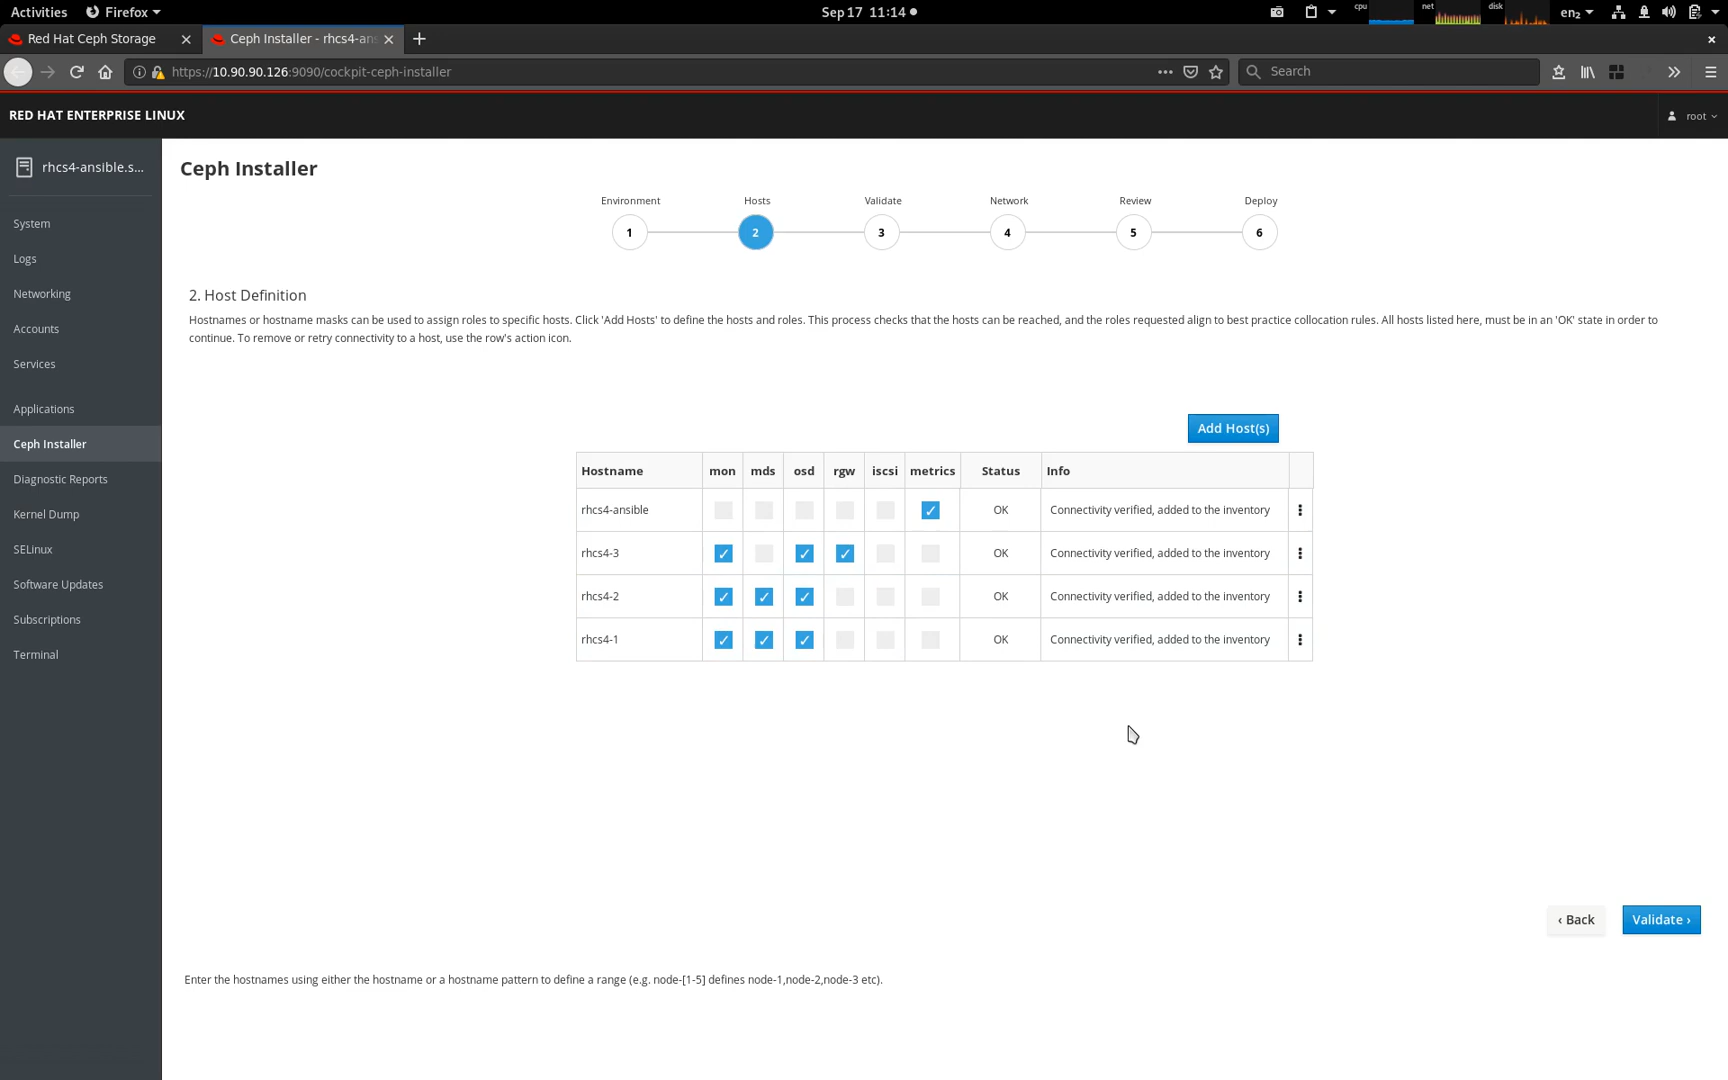 Activities Firefox Sep 17 11:14 cpu net disk en₂
Red Hat Ceph Storage Ceph Installer - rhcs4-ans
https://10.90.90.126:9090/cockpit-ceph-installer Search
RED HAT ENTERPRISE LINUX root
rhcs4-ansible.s...
System
Logs
Networking
Accounts
Services
Applications
Ceph Installer
Diagnostic Reports
Kernel Dump
SELinux
Software Updates
Subscriptions
Terminal
Ceph Installer
Environment Hosts Validate Network Review Deploy
1 2 3 4 5 6
2. Host Definition
Hostnames or hostname masks can be used to assign roles to specific hosts. Click 'Add Hosts' to define the hosts and roles. This process checks that the hosts can be reached, and the roles requested align to best practice collocation rules. All hosts listed here, must be in an 'OK' state in order to
continue. To remove or retry connectivity to a host, use the row's action icon.
Add Host(s)
Hostname mon mds osd rgw iscsi metrics Status Info
rhcs4-ansible OK Connectivity verified, added to the inventory
rhcs4-3 OK Connectivity verified, added to the inventory
rhcs4-2 OK Connectivity verified, added to the inventory
rhcs4-1 OK Connectivity verified, added to the inventory
‹ Back Validate ›
Enter the hostnames using either the hostname or a hostname pattern to define a range (e.g. node-[1-5] defines node-1,node-2,node-3 etc).